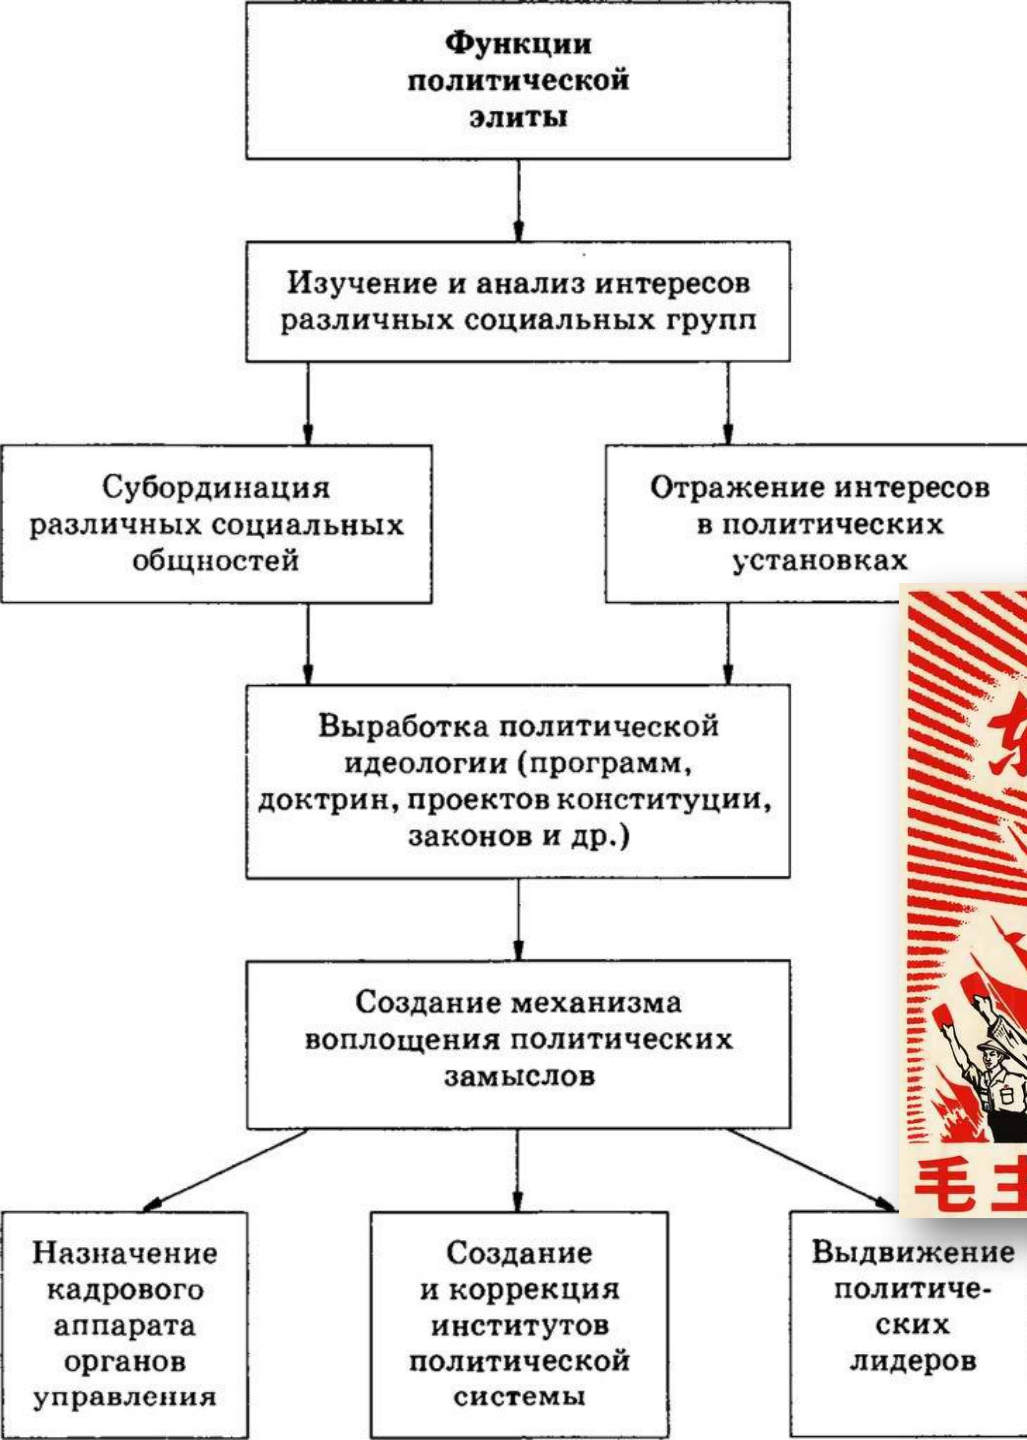 Функции
политической
элиты
Изучение и анализ интересов
различных социальных групп
Субординация
различных социальных
общностей
Отражение интересов
в политических
установках
Выработка политической
идеологии (программ,
доктрин, проектов конституции,
законов и др.)
Создание механизма
воплощения политических
замыслов
毛主
Назначение
кадрового
аппарата
органов
управления
Создание
и коррекция
институтов
политической
системы
Выдвижение
политиче-
ских
лидеров